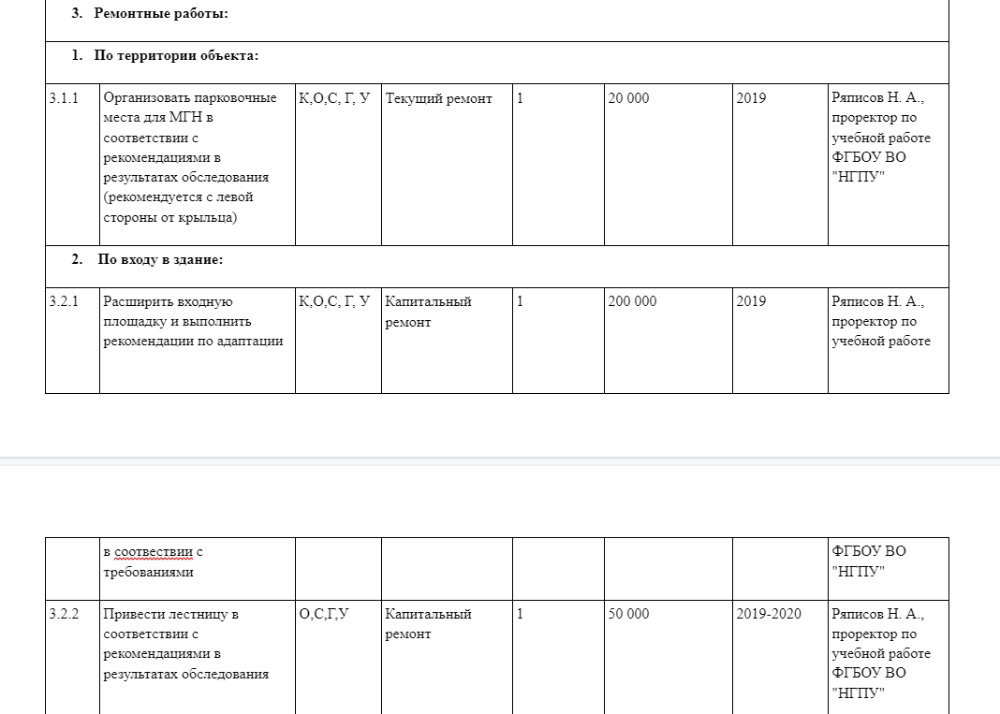 3. Ремонтные работы:
1. По территории объекта:
3.1.1 Организовать парковочные К,О,С, Г, У Текущий ремонт 1 20 000 2019 Ряписов Н. А.,
места для МГН в проректор по
соответствии с учебной работе
рекомендациями в ФГБОУ ВО
результатах обследования "НГПУ"
(рекомендуется с левой
стороны от крыльца)
2. По входу в здание:
3.2.1 Расширить входную К,О,С, Г, У Капитальный 1 200 000 2019 Ряписов Н. А.,
площадку и выполнить ремонт проректор по
рекомендации по адаптации учебной работе
в соотвествии с ФГБОУ ВО
требованиями "НГПУ"
3.2.2 Привести лестницу в О,С,Г,У Капитальный 1 50 000 2019-2020 Ряписов Н. А.,
соответствии с ремонт проректор по
рекомендациями в учебной работе
результатах обследования ФГБОУ ВО
"НГПУ"